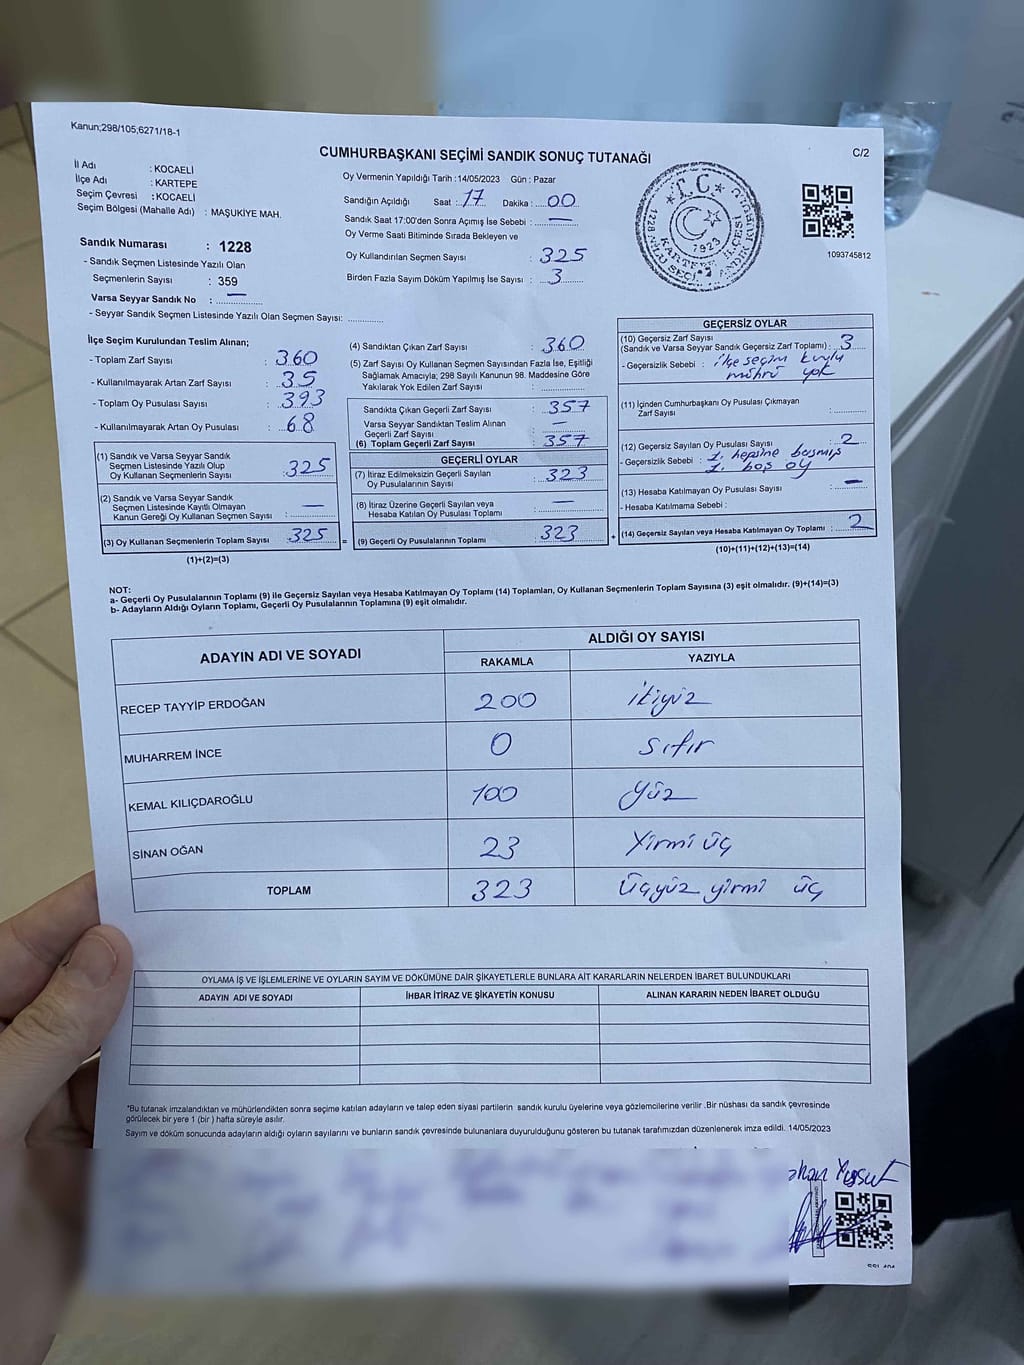 Kanun;298/105;6271/18-1
CUMHURBAŞKANI SEÇİMİ SANDIK SONUÇ TUTANAĞI
C/2
İl Adı : KOCAELİ
İlçe Adı : KARTEPE
Seçim Çevresi : KOCAELİ
Seçim Bölgesi (Mahalle Adı) : MAŞUKİYE MAH.
Oy Vermenin Yapıldığı Tarih :14/05/2023 Gün : Pazar
Sandığın Açıldığı Saat :.. 17 Dakika :.... 00
Sandık Saat 17:00'den Sonra Açımış İse Sebebi : —
Oy Verme Saati Bitiminde Sırada Bekleyen ve
Oy Kullandırılan Seçmen Sayısı : 325
Birden Fazla Sayım Döküm Yapılmış İse Sayısı : 3
T.C.
1923
KARTEPE İLÇESİ
1228
1093745812
Sandık Numarası : 1228
- Sandık Seçmen Listesinde Yazılı Olan
Seçmenlerin Sayısı : 359
Varsa Seyyar Sandık No : —
- Seyyar Sandık Seçmen Listesinde Yazılı Olan Seçmen Sayısı:
İlçe Seçim Kurulundan Teslim Alınan;
- Toplam Zarf Sayısı : 360
- Kullanılmayarak Artan Zarf Sayısı : 35
- Toplam Oy Pusulası Sayısı : 393
- Kullanılmayarak Artan Oy Pusulası : 68
(1) Sandık ve Varsa Seyyar Sandık
Seçmen Listesinde Yazılı Olup
Oy Kullanan Seçmenlerin Sayısı : 325
(2) Sandık ve Varsa Seyyar Sandık
Seçmen Listesinde Kayıtlı Olmayan
Kanun Gereği Oy Kullanan Seçmen Sayısı : —
(3) Oy Kullanan Seçmenlerin Toplam Sayısı : 325
(1)+(2)=(3)
=
(4) Sandıktan Çıkan Zarf Sayısı : 360
(5) Zarf Sayısı Oy Kullanan Seçmen Sayısından Fazla İse, Eşitliği
Sağlamak Amacıyla; 298 Sayılı Kanunun 98. Maddesine Göre
Yakılarak Yok Edilen Zarf Sayısı :
Sandıkta Çıkan Geçerli Zarf Sayısı : 357
Varsa Seyyar Sandıktan Teslim Alınan
Geçerli Zarf Sayısı : —
(6) Toplam Geçerli Zarf Sayısı : 357
GEÇERLİ OYLAR
(7) İtiraz Edilmeksizin Geçerli Sayılan
Oy Pusulalarının Sayısı : 323
(8) İtiraz Üzerine Geçerli Sayılan veya
Hesaba Katılan Oy Pusulası Toplamı : —
(9) Geçerli Oy Pusulalarının Toplamı : 323
+
GEÇERSİZ OYLAR
(10) Geçersiz Zarf Sayısı
(Sandık ve Varsa Seyyar Sandık Geçersiz Zarf Toplamı) : 3
- Geçersizlik Sebebi : ilçe seçim kurulu
mührü yok
(11) İçinden Cumhurbaşkanı Oy Pusulası Çıkmayan
Zarf Sayısı :
(12) Geçersiz Sayılan Oy Pusulası Sayısı : 2
- Geçersizlik Sebebi : 1. hepsine basmış
1. boş oy
(13) Hesaba Katılmayan Oy Pusulası Sayısı : —
- Hesaba Katılmama Sebebi :
(14) Geçersiz Sayılan veya Hesaba Katılmayan Oy Toplamı : 2
(10)+(11)+(12)+(13)=(14)
NOT:
a- Geçerli Oy Pusulalarının Toplamı (9) ile Geçersiz Sayılan veya Hesaba Katılmayan Oy Toplamı (14) Toplamları, Oy Kullanan Seçmenlerin Toplam Sayısına (3) eşit olmalıdır. (9)+(14)=(3)
b- Adayların Aldığı Oyların Toplamı, Geçerli Oy Pusulalarının Toplamına (9) eşit olmalıdır.
ADAYIN ADI VE SOYADI
ALDIĞI OY SAYISI
RAKAMLA YAZIYLA
RECEP TAYYİP ERDOĞAN 200 ikiyüz
MUHARREM İNCE 0 sıfır
KEMAL KILIÇDAROĞLU 100 yüz
SİNAN OĞAN 23 Yirmi üç
TOPLAM 323 Üçyüz yirmi üç
OYLAMA İŞ VE İŞLEMLERİNE VE OYLARIN SAYIM VE DÖKÜMÜNE DAİR ŞİKAYETLERLE BUNLARA AİT KARARLARIN NELERDEN İBARET BULUNDUKLARI
ADAYIN ADI VE SOYADI İHBAR İTİRAZ VE ŞİKAYETİN KONUSU ALINAN KARARIN NEDEN İBARET OLDUĞU
*Bu tutanak imzalandıktan ve mühürlendikten sonra seçime katılan adayların ve talep eden siyasi partilerin sandık kurulu üyelerine veya gözlemcilerine verilir .Bir nüshası da sandık çevresinde
görülecek bir yere 1 (bir) hafta süreyle asılır.
Sayım ve döküm sonucunda adayların aldığı oyların sayılarını ve bunların sandık çevresinde bulunanlara duyurulduğunu gösteren bu tutanak tarafımızdan düzenlenerek imza edildi. 14/05/2023
Yusuf